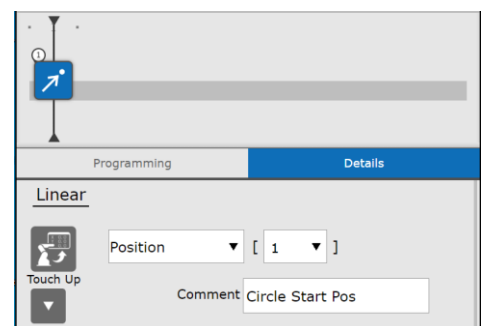 1
Programming Details
Linear
Position [ 1 ]
Touch Up
Comment Circle Start Pos